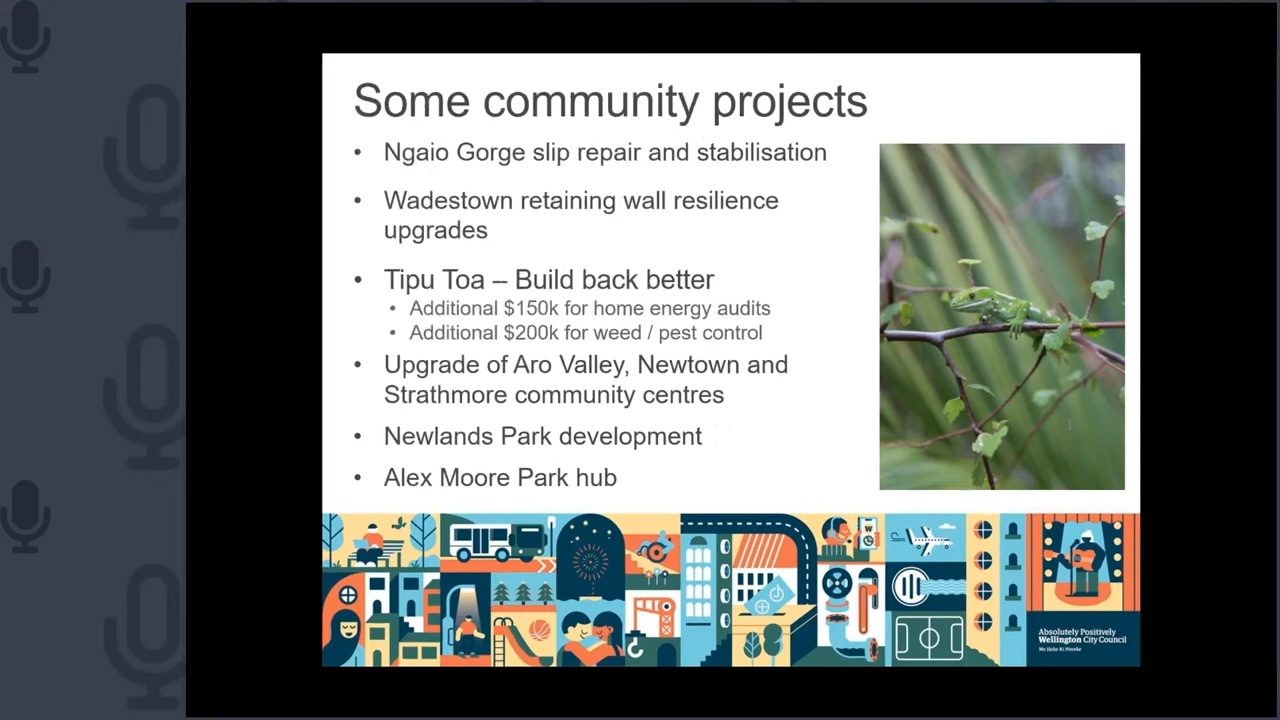 Some community projects
• Ngaio Gorge slip repair and stabilisation
• Wadestown retaining wall resilience
upgrades
• Tipu Toa – Build back better
• Additional $150k for home energy audits
• Additional $200k for weed / pest control
• Upgrade of Aro Valley, Newtown and
Strathmore community centres
• Newlands Park development
• Alex Moore Park hub
W
Absolutely Positively
Wellington City Council
Me Heke Ki Pōneke